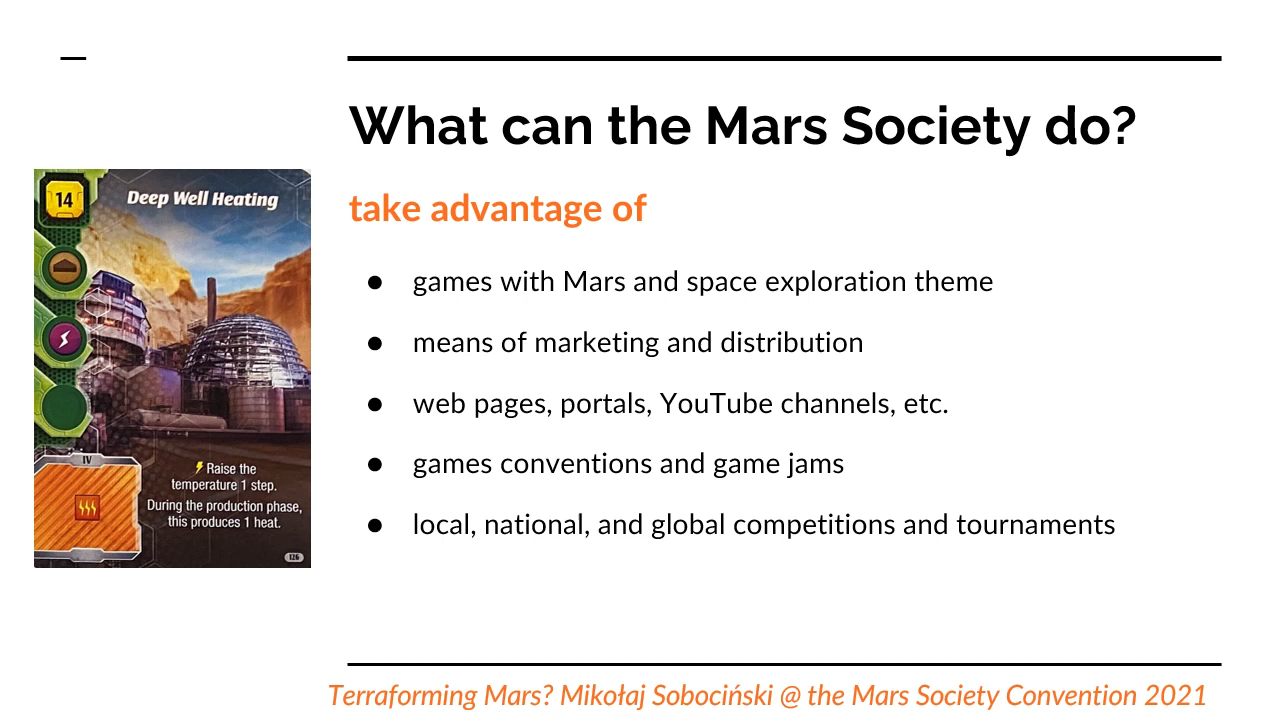 What can the Mars Society do?
14
Deep Well Heating
IV
Raise the
temperature 1 step.
During the production phase,
this produces 1 heat.
126
take advantage of
● games with Mars and space exploration theme
● means of marketing and distribution
● web pages, portals, YouTube channels, etc.
● games conventions and game jams
● local, national, and global competitions and tournaments
Terraforming Mars? Mikołaj Sobociński @ the Mars Society Convention 2021